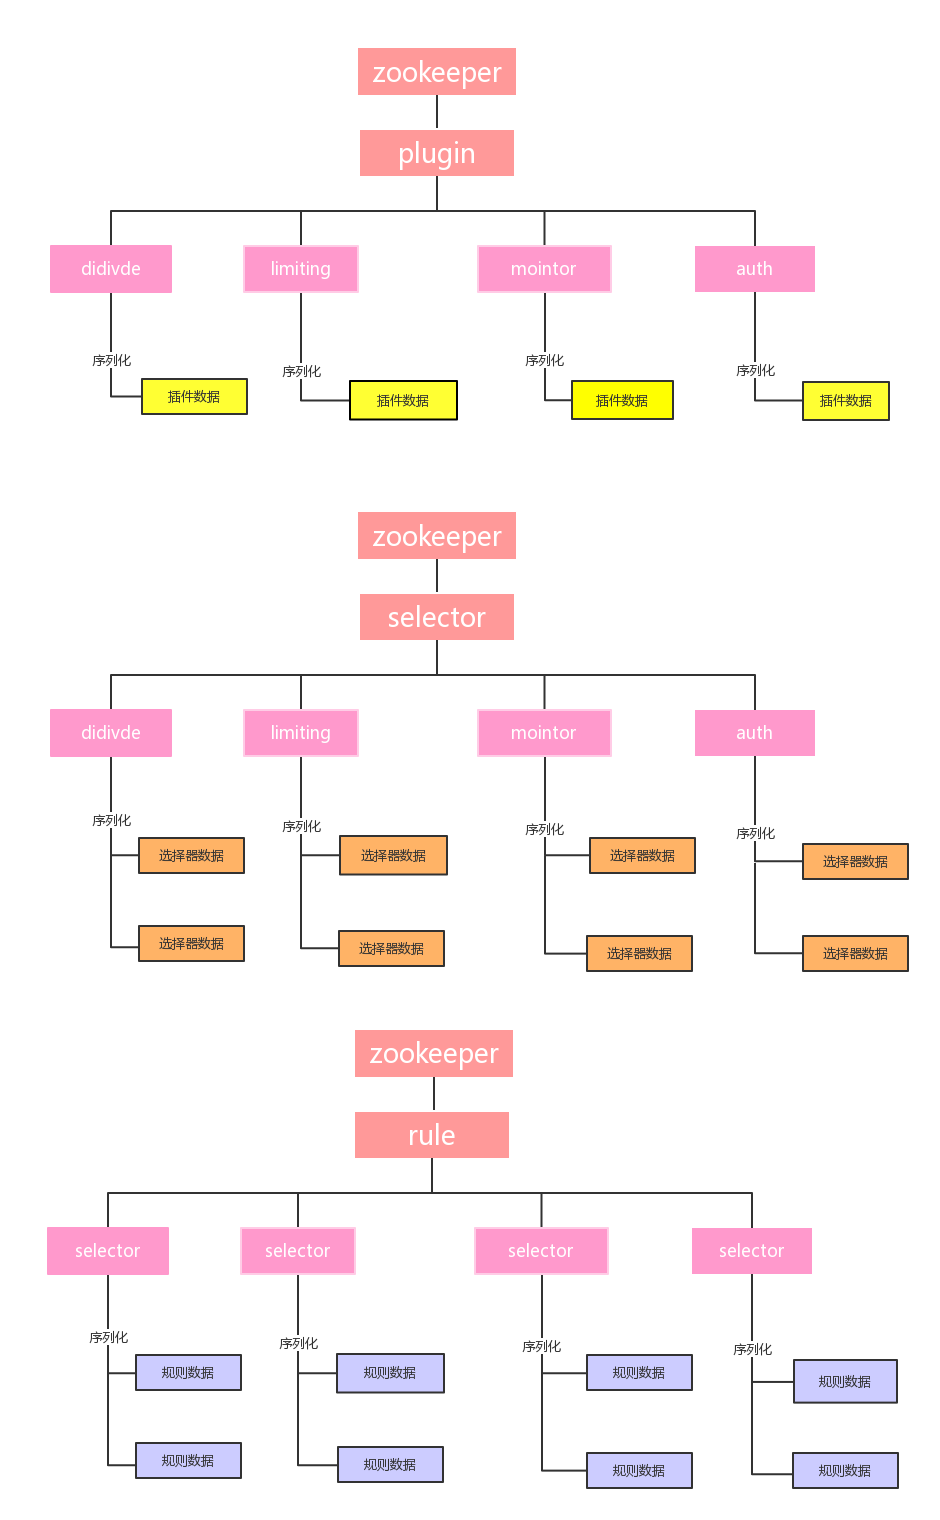 zookeeper
plugin
didivde
limiting
mointor
auth
序列化
序列化
序列化
序列化
插件数据
插件数据
插件数据
插件数据
zookeeper
selector
didivde
limiting
mointor
auth
序列化
序列化
序列化
序列化
选择器数据
选择器数据
选择器数据
选择器数据
选择器数据
选择器数据
选择器数据
选择器数据
zookeeper
rule
selector
selector
selector
selector
序列化
序列化
序列化
序列化
规则数据
规则数据
规则数据
规则数据
规则数据
规则数据
规则数据
规则数据